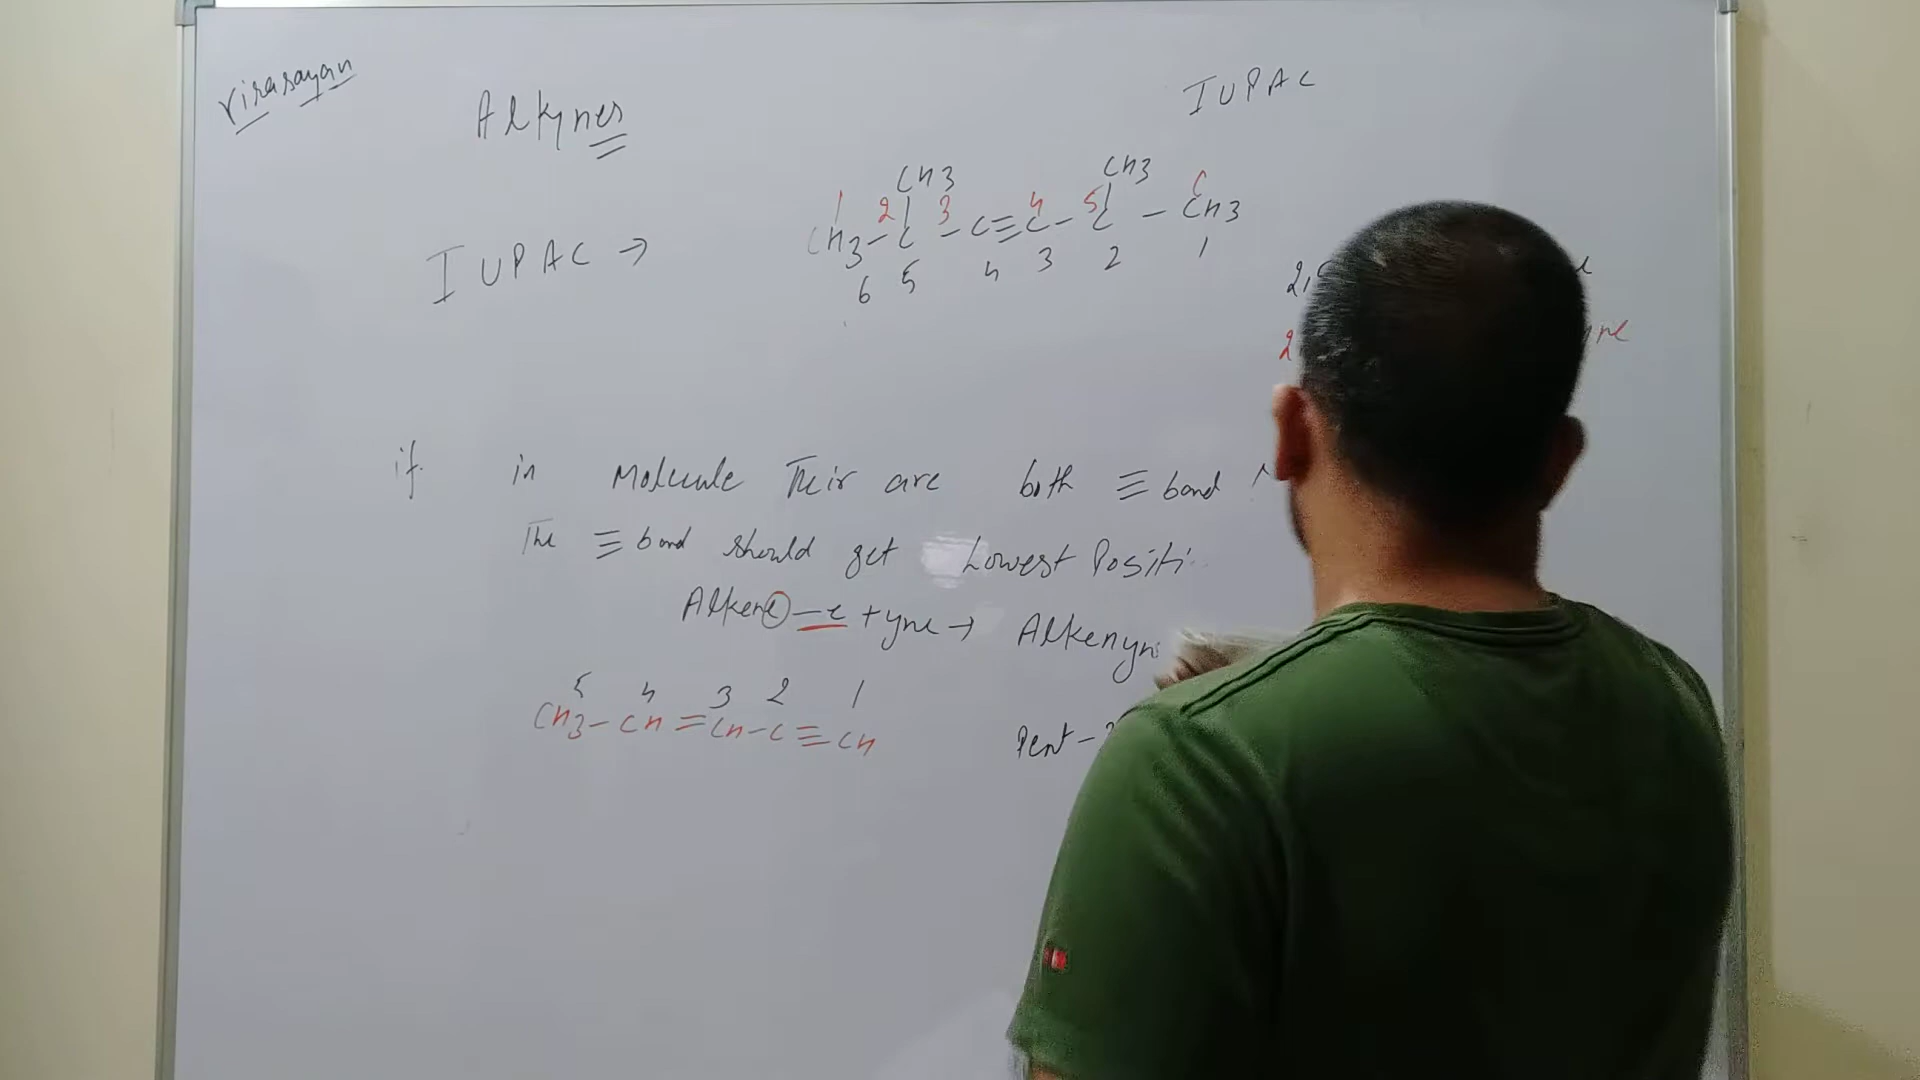 Virasayan
Alkynes
IUPAC
CH3 CH3
1 2 3 4 5
IUPAC →
CH3 - C - C ≡ C - C - CH3
6 5 4 3 2 1
2,
2
if in Molecule Their are both ≡ bond
The ≡ bond should get Lowest Positi
Alkene - e + yne → Alkenyn
5 4 3 2 1
CH3 - CH = CH - C ≡ CH
Pent -